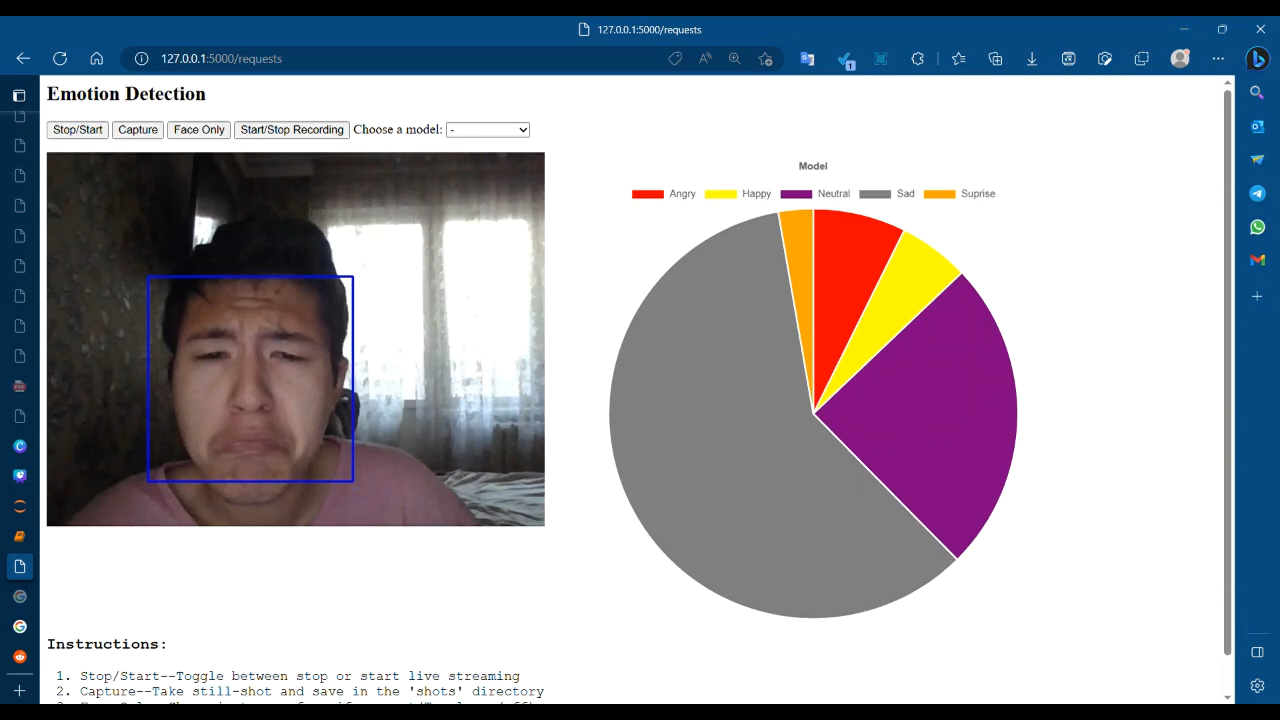 127.0.0.1:5000/requests
127.0.0.1:5000/requests
1
Emotion Detection
Stop/Start Capture Face Only Start/Stop Recording Choose a model: -
Model
Angry Happy Neutral Sad Suprise
Instructions:
1. Stop/Start--Toggle between stop or start live streaming
2. Capture--Take still-shot and save in the 'shots' directory